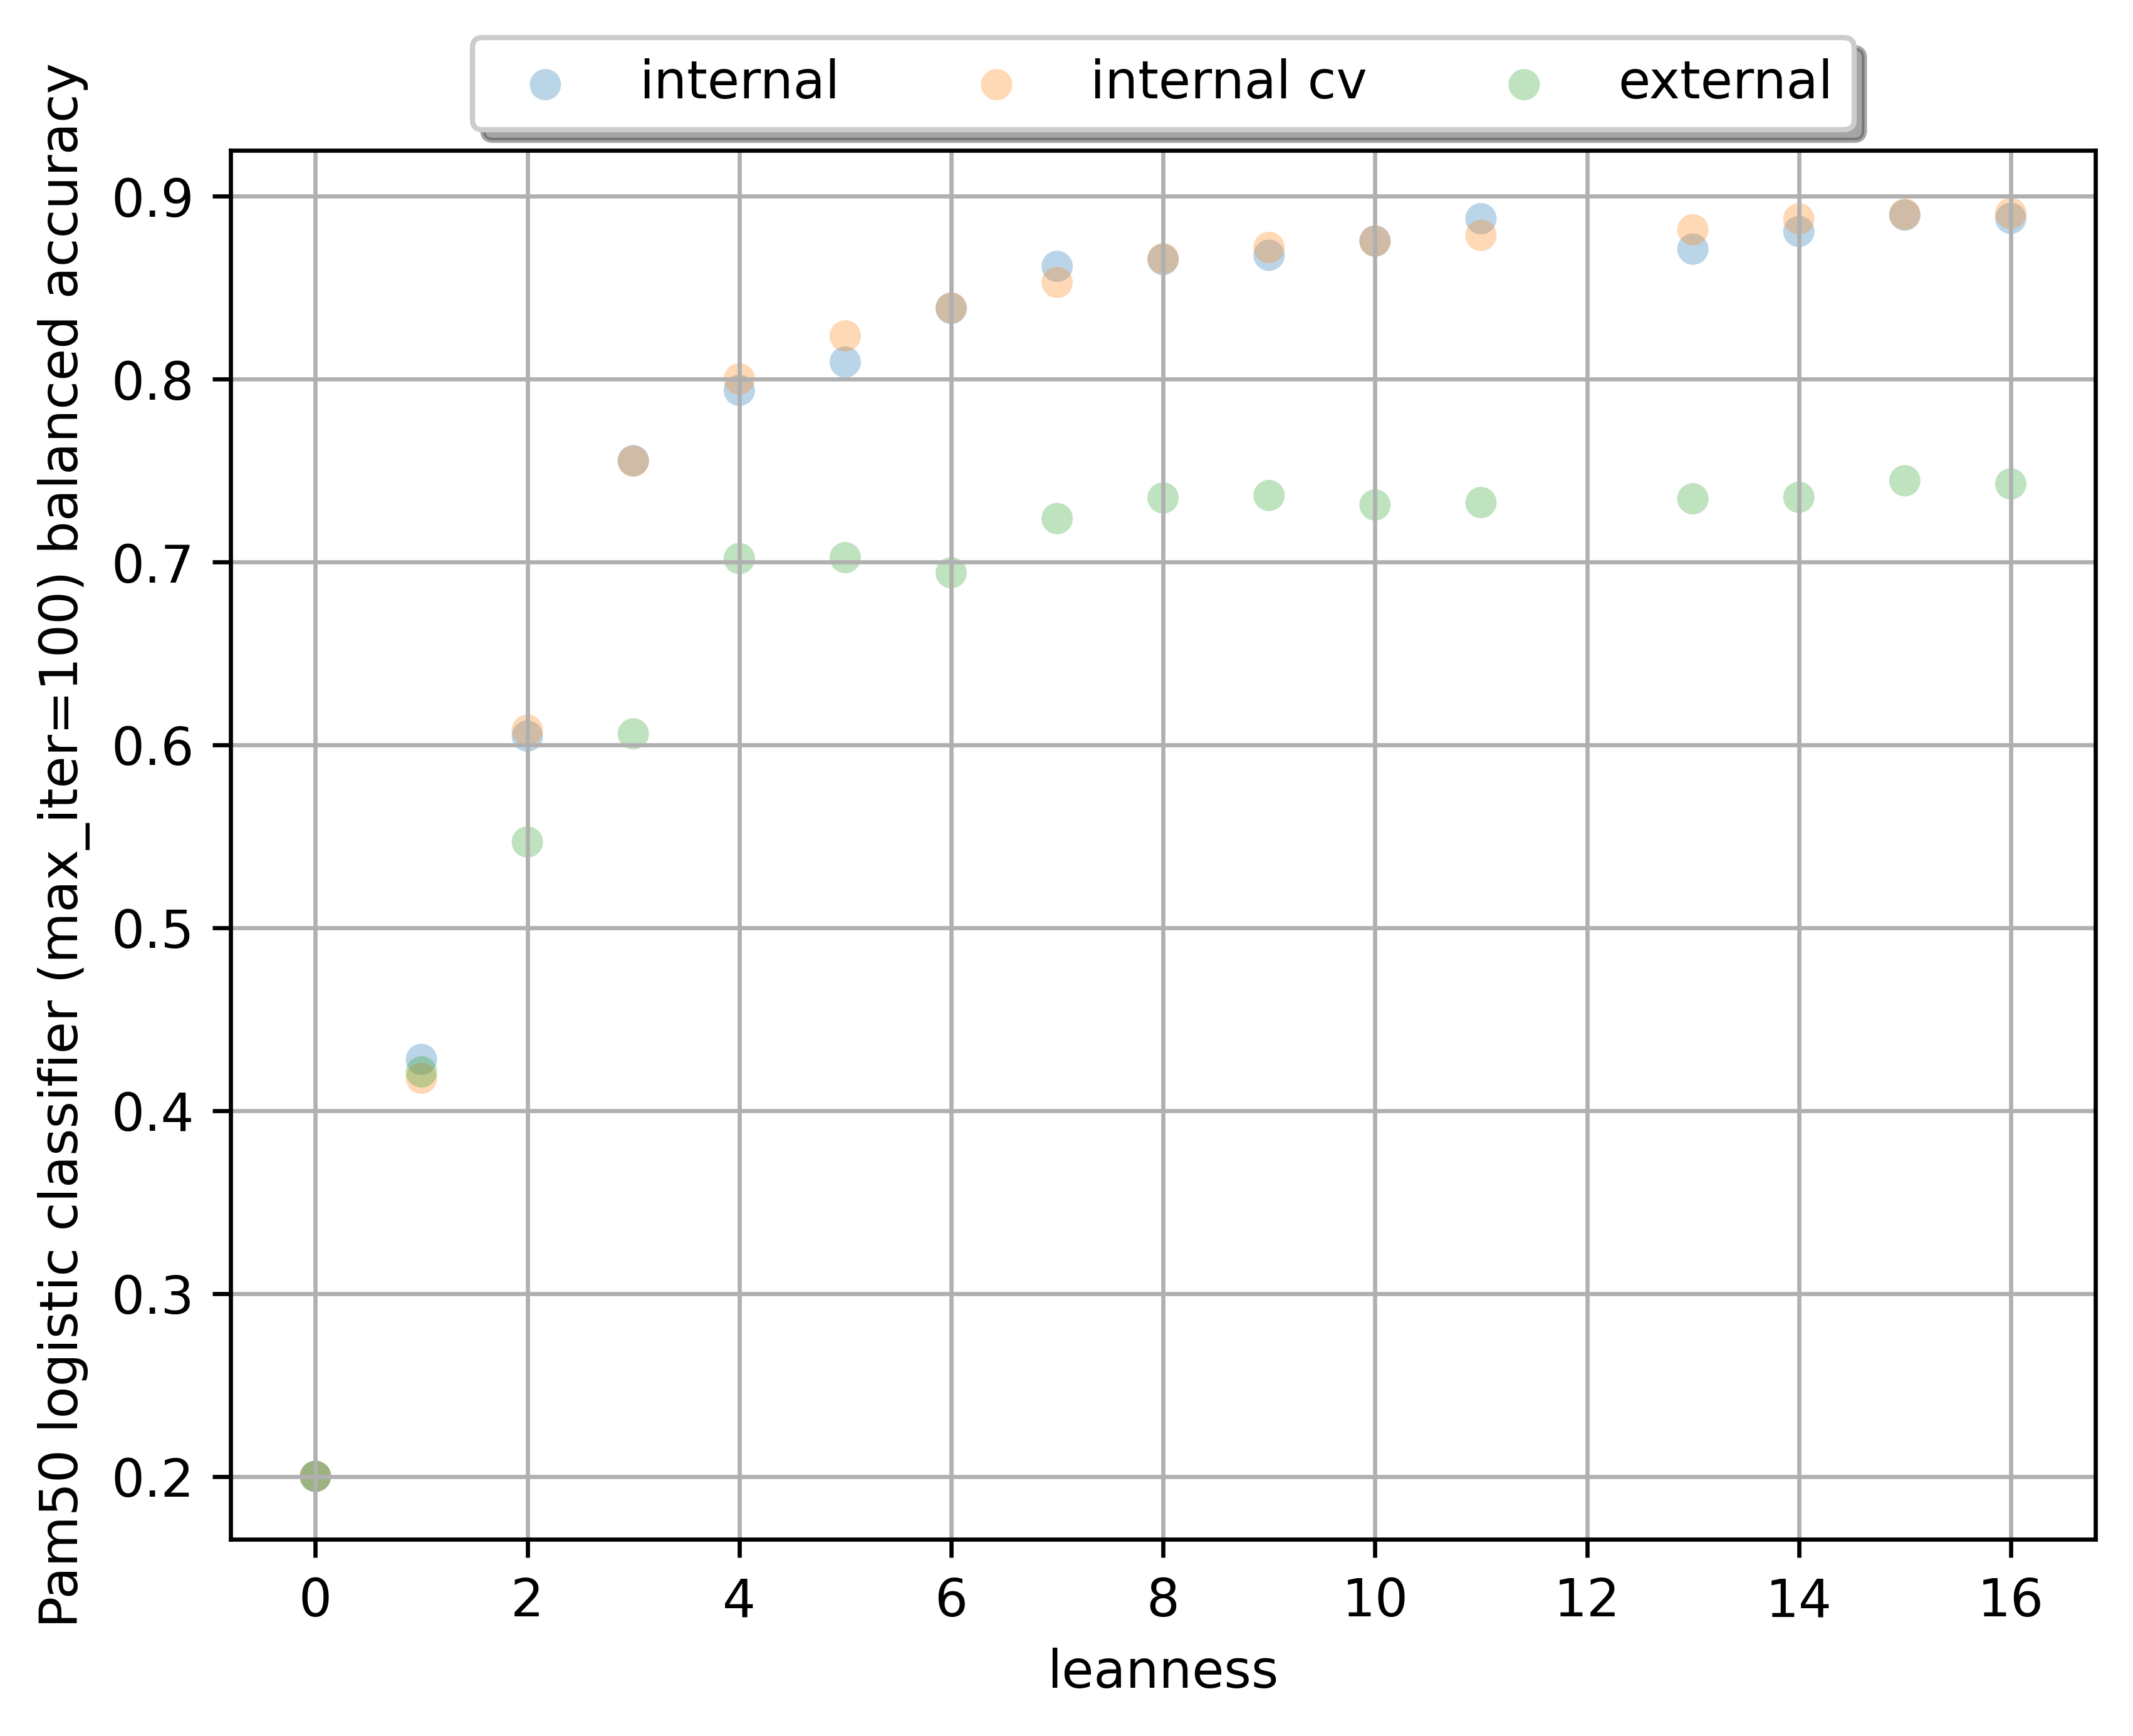 internal internal cv external
Pam50 logistic classifier (max_iter=100) balanced accuracy
0.9
0.8
0.7
0.6
0.5
0.4
0.3
0.2
0 2 4 6 8 10 12 14 16
leanness